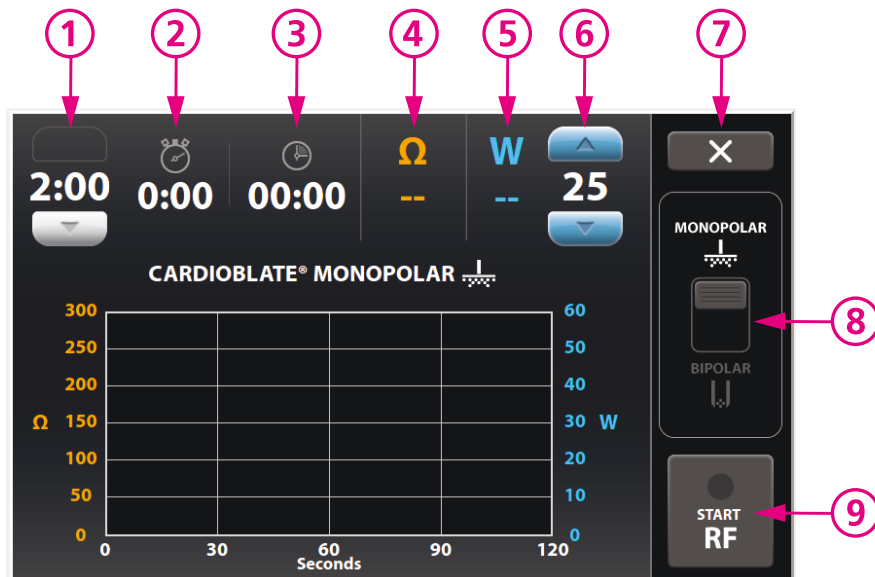 1 2 3 4 5 6 7
Ω W
2:00 0:00 00:00 -- -- 25
MONOPOLAR
CARDIOBLATE® MONOPOLAR
300 60
250 50
8
200 40
BIPOLAR
Ω 150 30 W
100 20
50 10
9
START
RF
0 0
0 30 60 90 120
Seconds